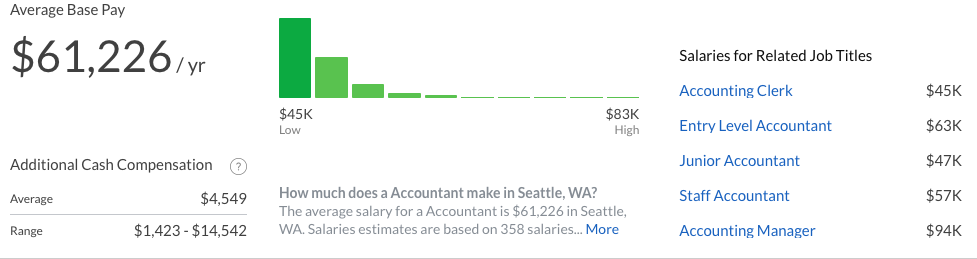 Average Base Pay
$61,226 / yr
$45K
Low
$83K
High
Additional Cash Compensation ?
Average $4,549
Range $1,423 - $14,542
How much does a Accountant make in Seattle, WA?
The average salary for a Accountant is $61,226 in Seattle,
WA. Salaries estimates are based on 358 salaries... More
Salaries for Related Job Titles
Accounting Clerk $45K
Entry Level Accountant $63K
Junior Accountant $47K
Staff Accountant $57K
Accounting Manager $94K